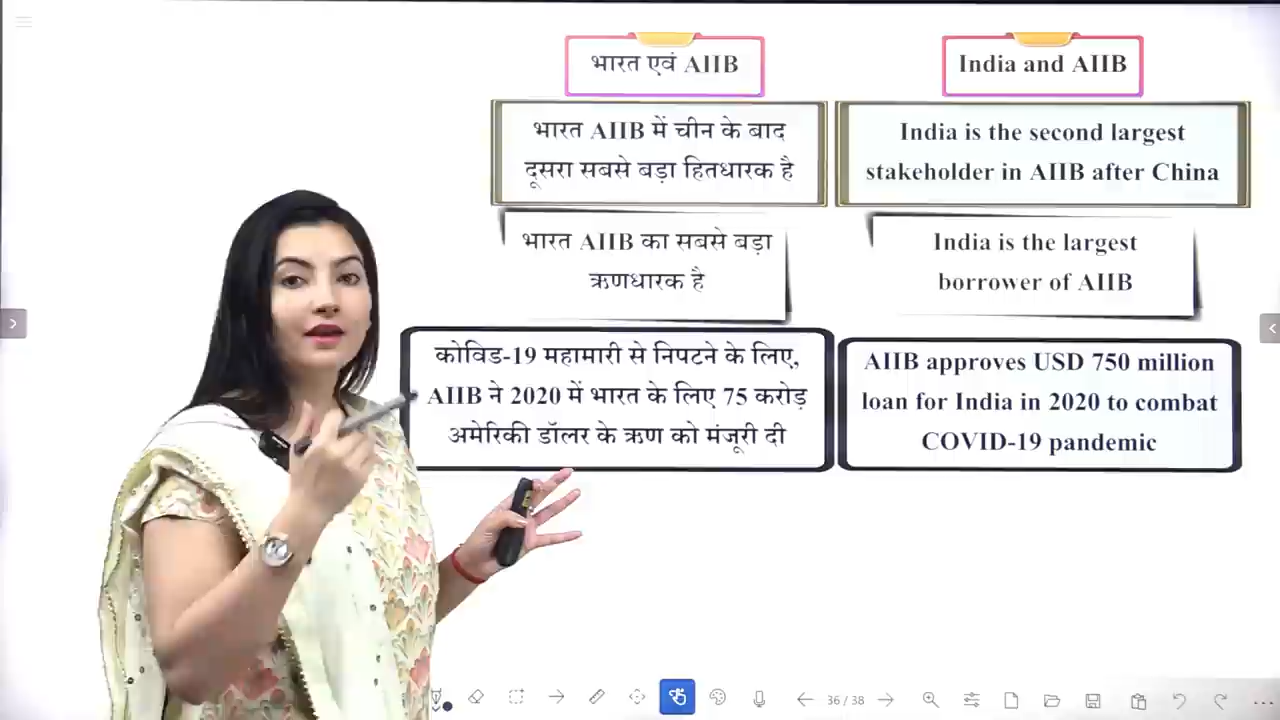 भारत एवं AIIB
India and AIIB
भारत AIIB में चीन के बाद
दूसरा सबसे बड़ा हितधारक है
India is the second largest
stakeholder in AIIB after China
भारत AIIB का सबसे बड़ा
ऋणधारक है
India is the largest
borrower of AIIB
कोविड-19 महामारी से निपटने के लिए,
AIIB ने 2020 में भारत के लिए 75 करोड़
अमेरिकी डॉलर के ऋण को मंजूरी दी
AIIB approves USD 750 million
loan for India in 2020 to combat
COVID-19 pandemic
36 / 38